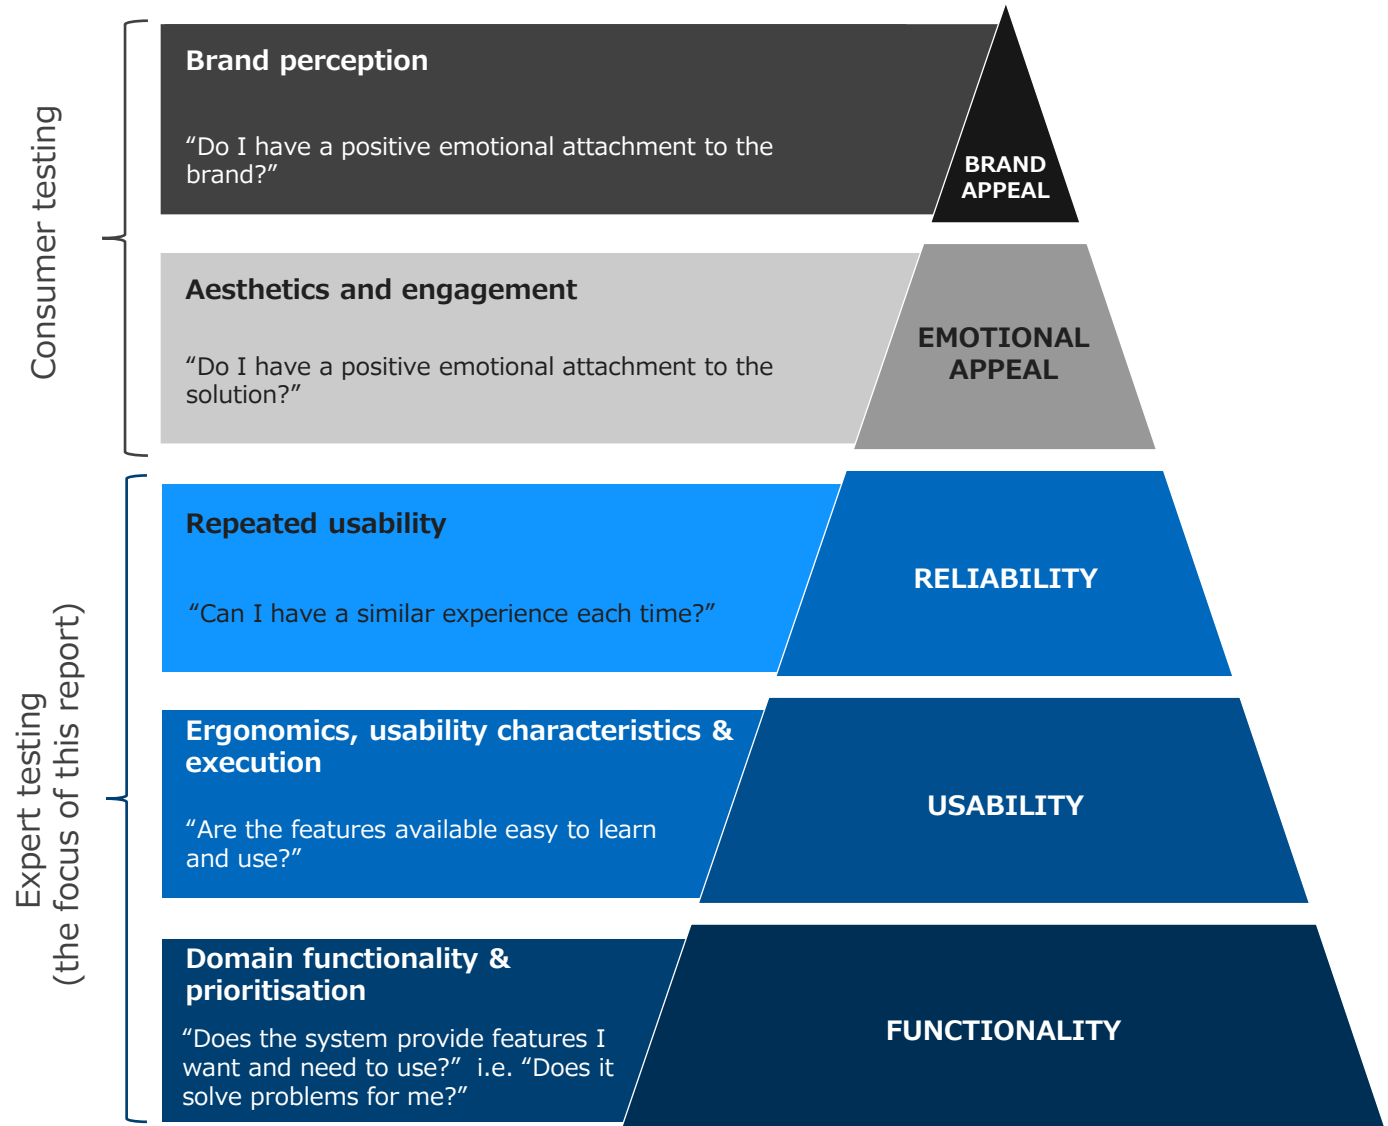 Consumer testing
Brand perception
“Do I have a positive emotional attachment to the
brand?”
BRAND
APPEAL
Aesthetics and engagement
“Do I have a positive emotional attachment to the
solution?”
EMOTIONAL
APPEAL
Expert testing
(the focus of this report)
Repeated usability
“Can I have a similar experience each time?”
RELIABILITY
Ergonomics, usability characteristics &
execution
“Are the features available easy to learn
and use?”
USABILITY
Domain functionality &
prioritisation
“Does the system provide features I
want and need to use?”  i.e. “Does it
solve problems for me?”
FUNCTIONALITY